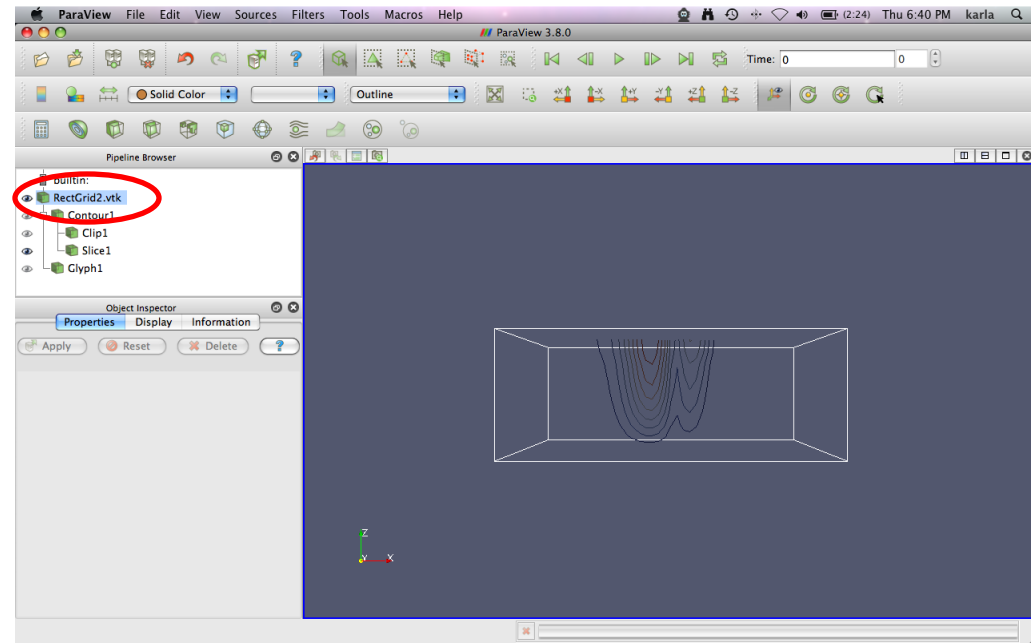 ParaView File Edit View Sources Filters Tools Macros Help (2:24) Thu 6:40 PM karla
ParaView 3.8.0
Time: 0 0
Solid Color Outline +X -X +Y -Y +Z -Z
Pipeline Browser
builtin:
RectGrid2.vtk
Contour1
Clip1
Slice1
Glyph1
Object Inspector
Properties Display Information
Apply Reset Delete ?
Z
Y X